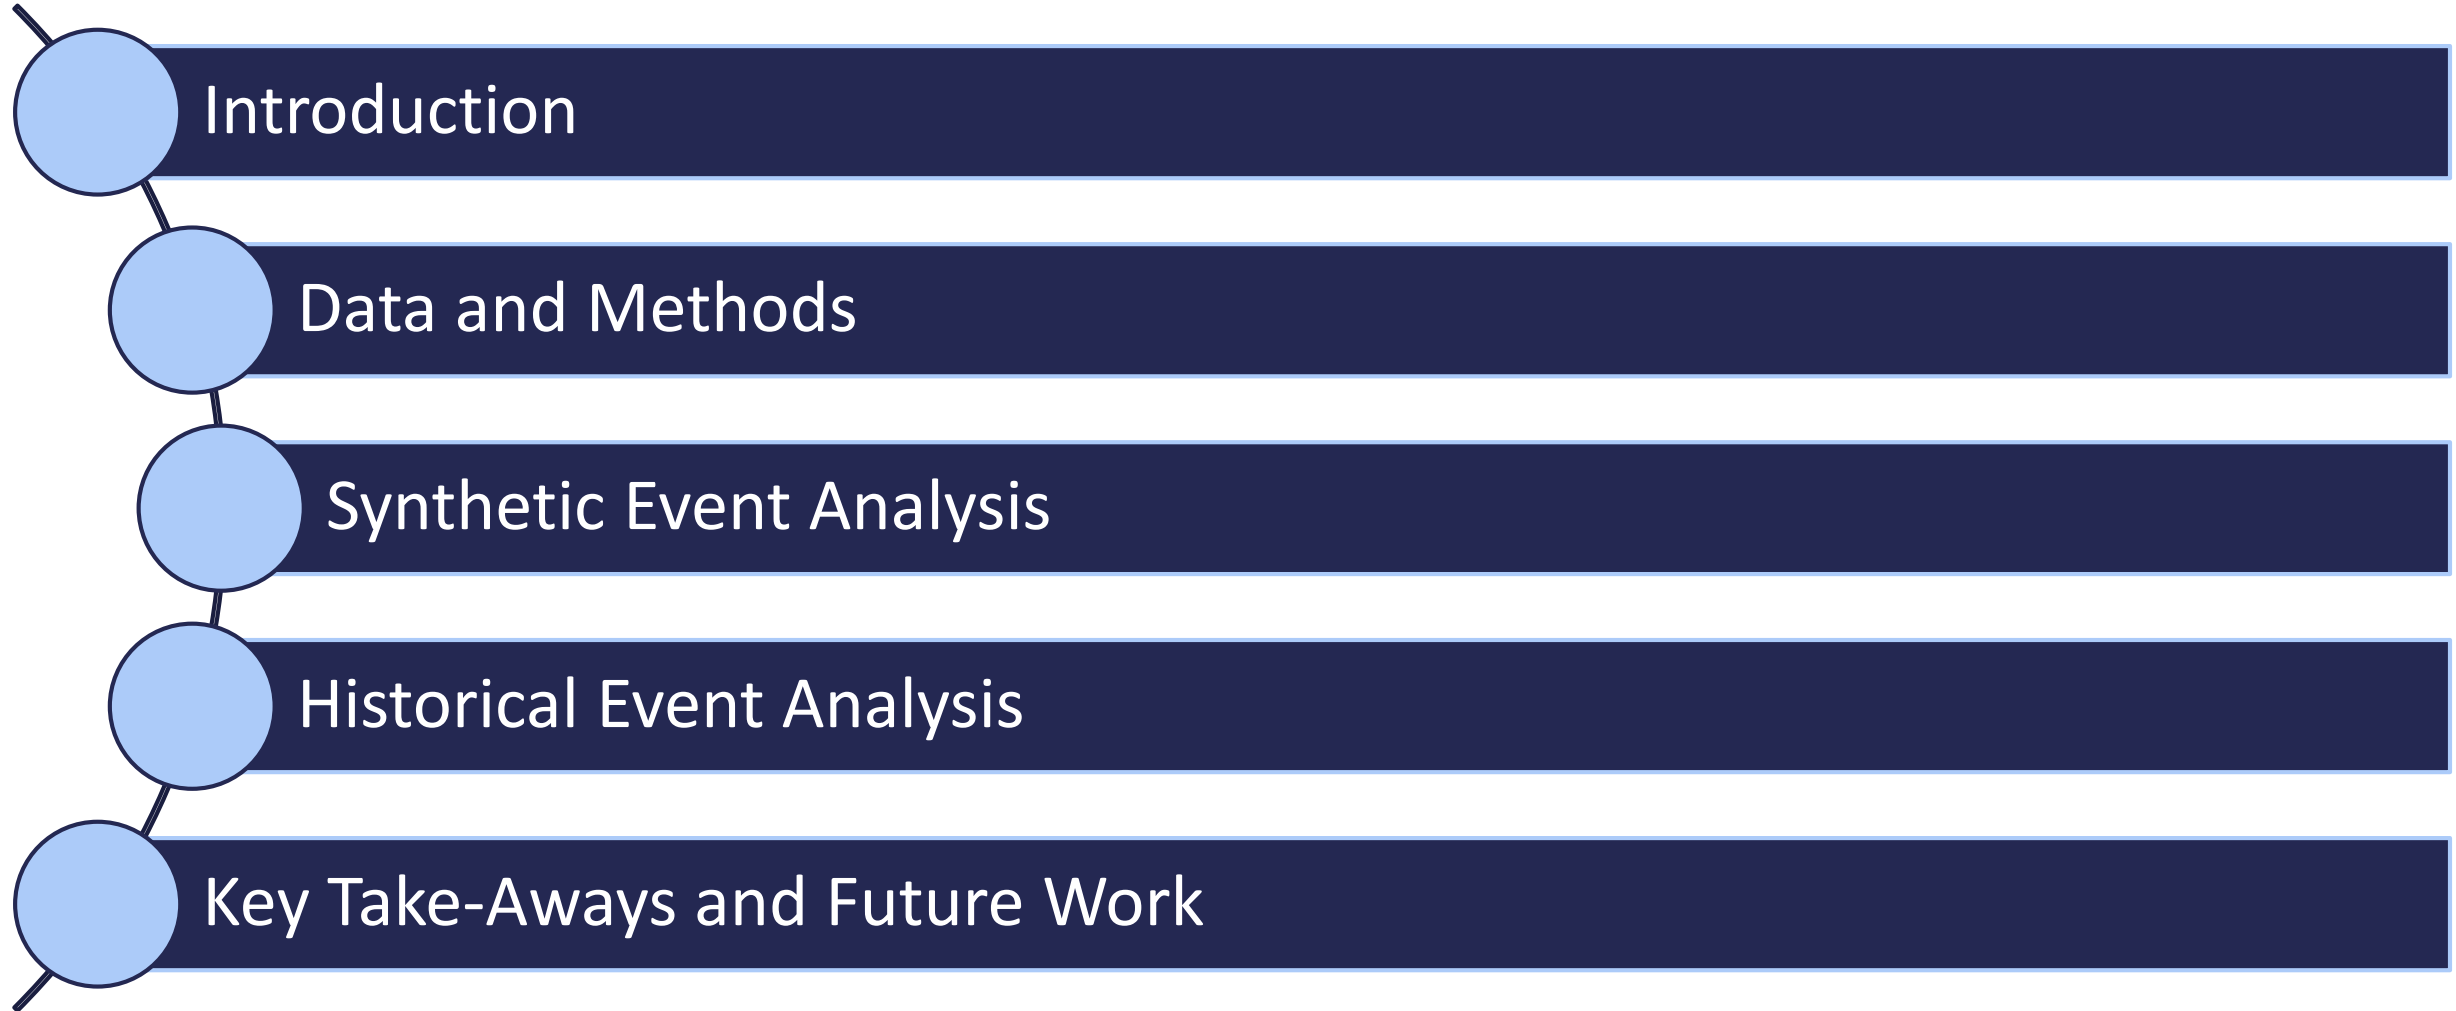 Introduction
Data and Methods
Synthetic Event Analysis
Historical Event Analysis
Key Take-Aways and Future Work